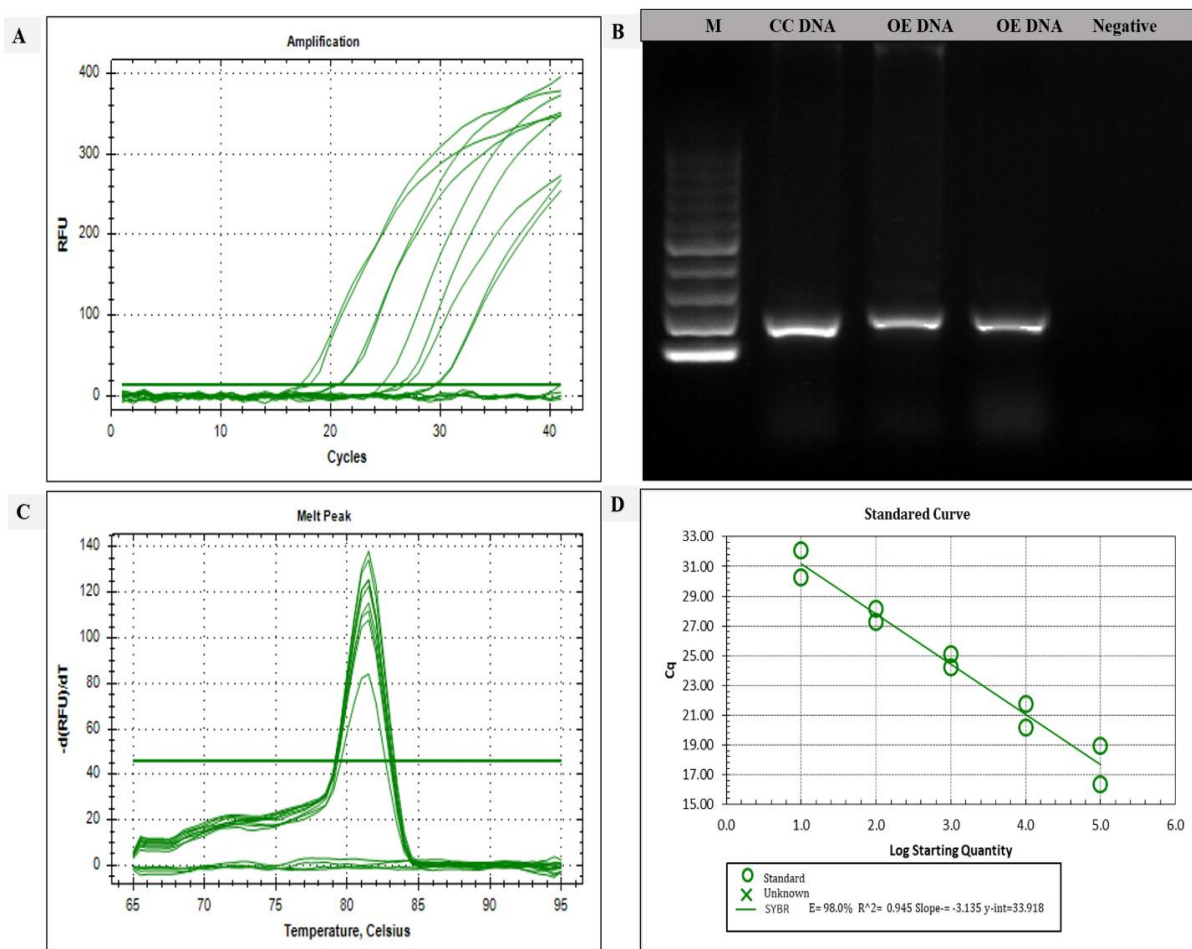 A
Amplification
400
300
200
100
0
RFU
0 10 20 30 40
Cycles
B
M CC DNA OE DNA OE DNA Negative
C
Melt Peak
140
120
100
80
60
40
20
0
-d(RFU)/dT
65 70 75 80 85 90 95
Temperature, Celsius
D
Standared Curve
33.00
31.00
29.00
27.00
25.00
23.00
21.00
19.00
17.00
15.00
Cq
0.0 1.0 2.0 3.0 4.0 5.0 6.0
Log Starting Quantity
Standard
Unknown
SYBR E= 98.0% R^2= 0.945 Slope-= -3.135 y-int=33.918